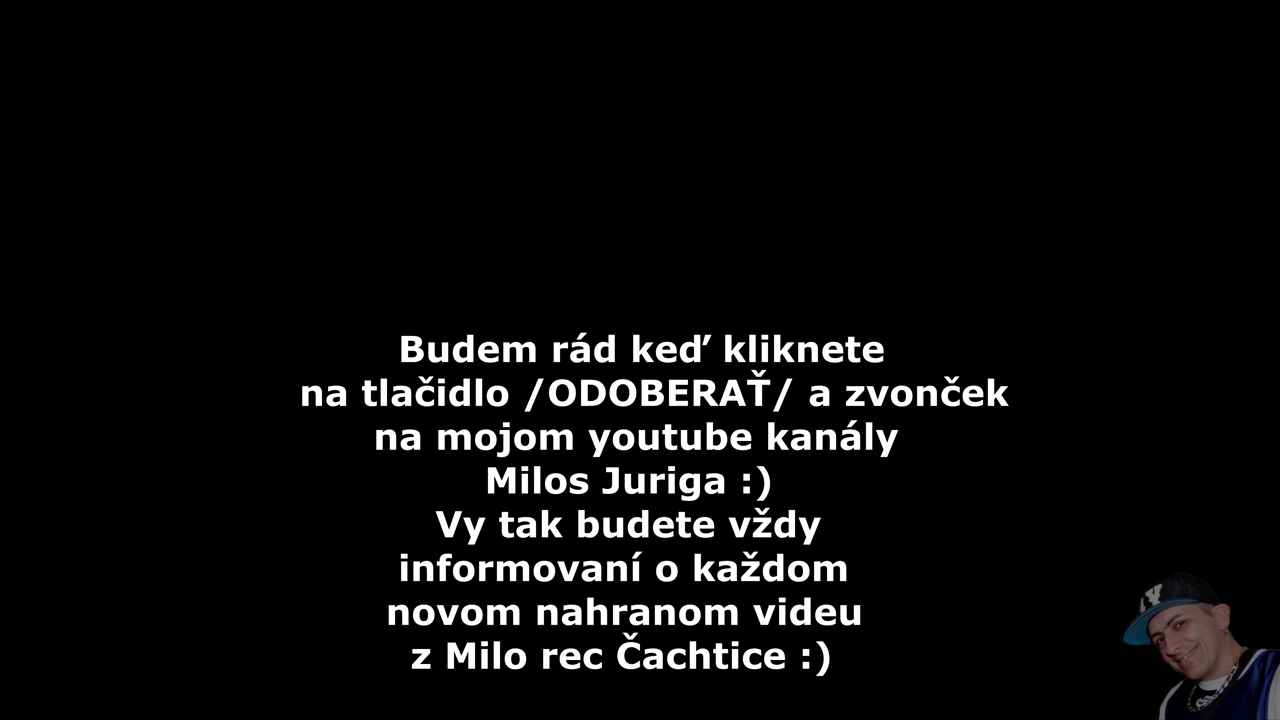 Budem rád keď kliknete
na tlačidlo /ODOBERAŤ/ a zvonček
na mojom youtube kanály
Milos Juriga :)
Vy tak budete vždy
informovaní o každom
novom nahranom videu
z Milo rec Čachtice :)